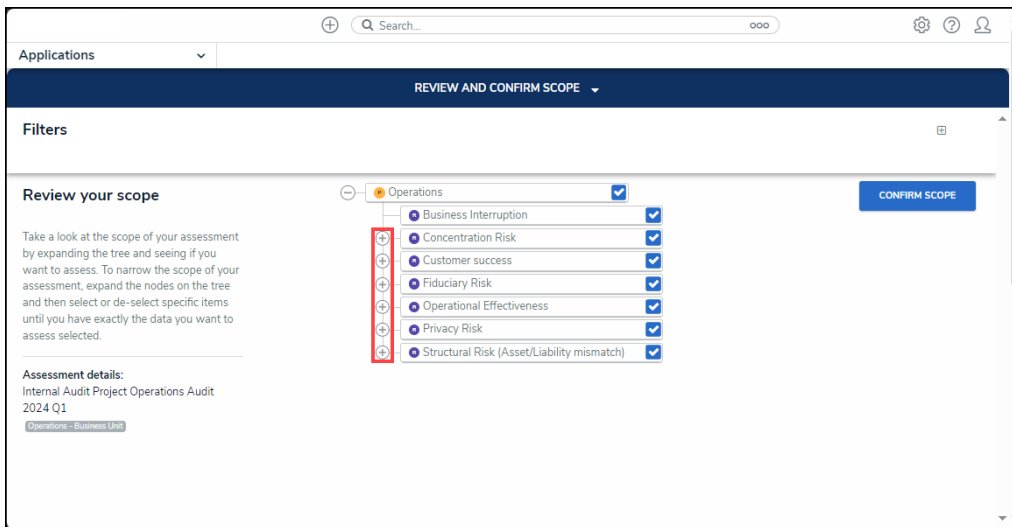 Search...
Applications
REVIEW AND CONFIRM SCOPE
Filters
Review your scope
Take a look at the scope of your assessment
by expanding the tree and seeing if you
want to assess. To narrow the scope of your
assessment, expand the nodes on the tree
and then select or de-select specific items
until you have exactly the data you want to
assess selected.
Assessment details:
Internal Audit Project Operations Audit
2024 Q1
Operations - Business Unit
Operations
Business Interruption
Concentration Risk
Customer success
Fiduciary Risk
Operational Effectiveness
Privacy Risk
Structural Risk (Asset/Liability mismatch)
CONFIRM SCOPE